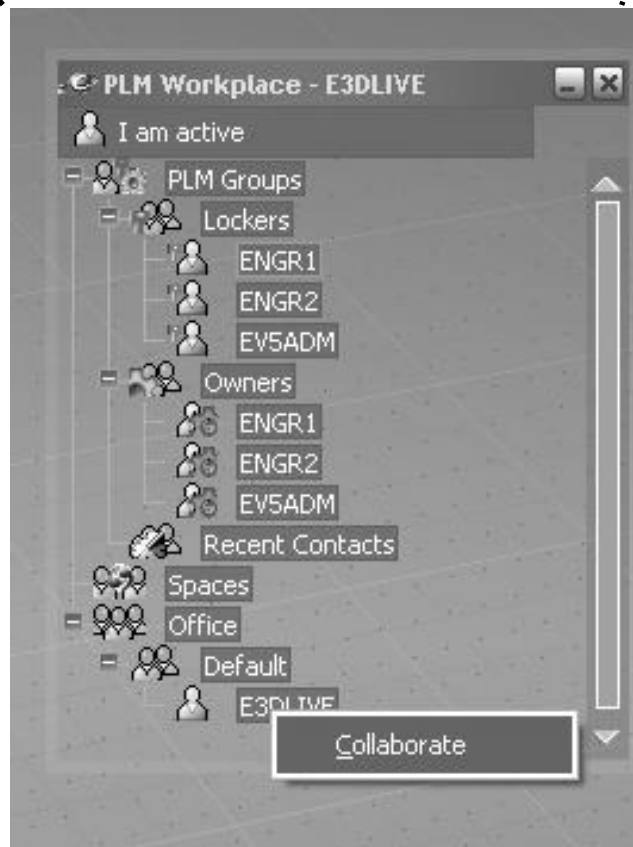 PLM Workplace - E3DLIVE
I am active
PLM Groups
Lockers
ENGR1
ENGR2
EV5ADM
Owners
ENGR1
ENGR2
EV5ADM
Recent Contacts
Spaces
Office
Default
E3DLIVE
Collaborate